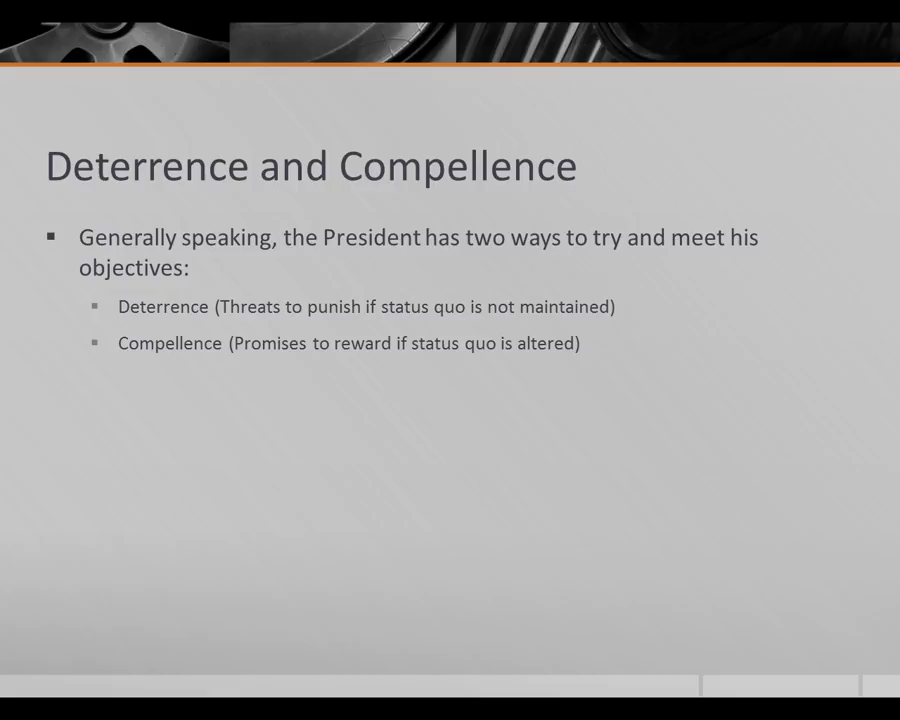 Deterrence and Compellence
▪ Generally speaking, the President has two ways to try and meet his
objectives:
▪ Deterrence (Threats to punish if status quo is not maintained)
▪ Compellence (Promises to reward if status quo is altered)